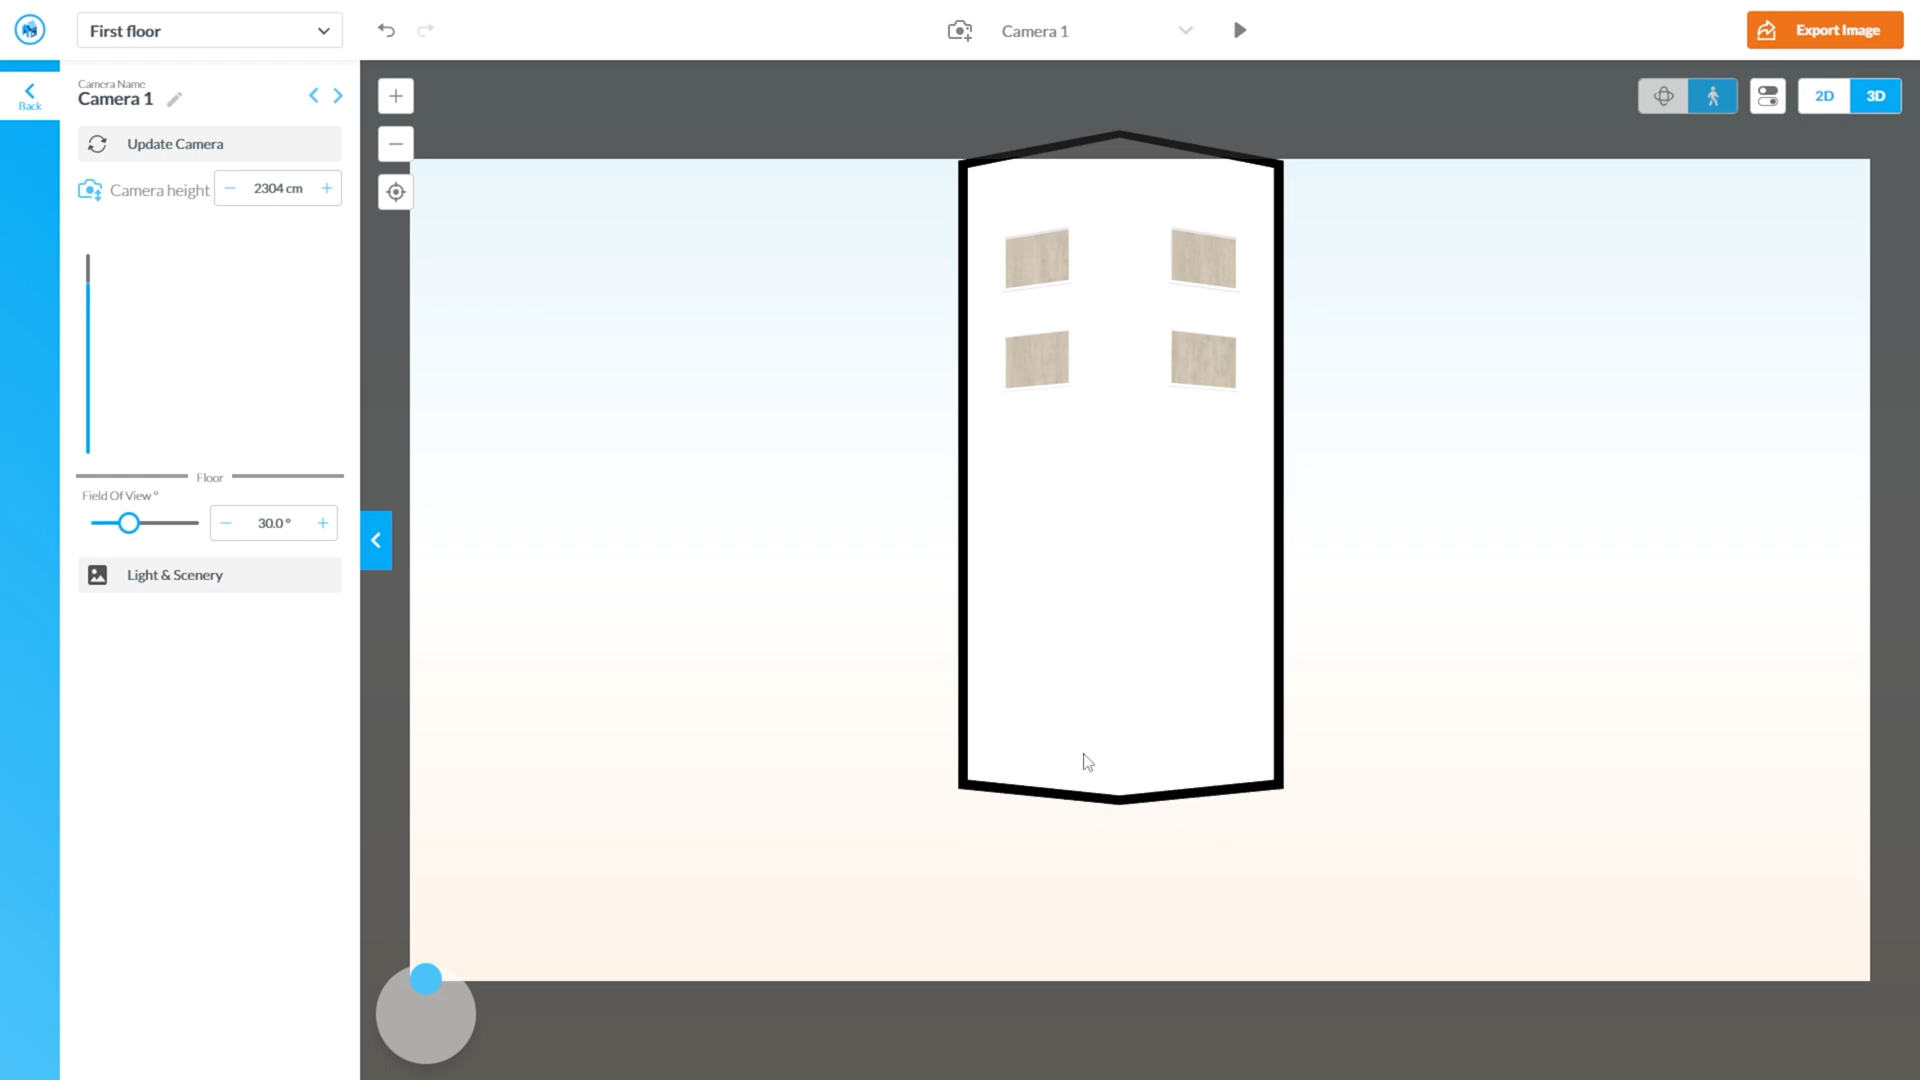 First floor
Camera 1
Export Image
Back
Camera Name
Camera 1
2D
3D
Update Camera
Camera height
2304 cm
Floor
Field Of View °
30.0 °
Light & Scenery